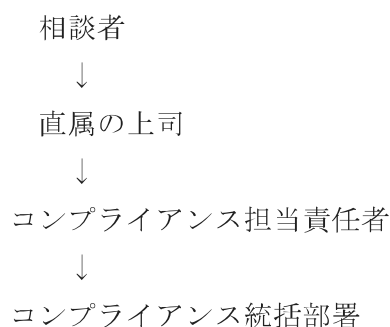 相談者
↓
直属の上司
↓
コンプライアンス担当責任者
↓
コンプライアンス統括部署